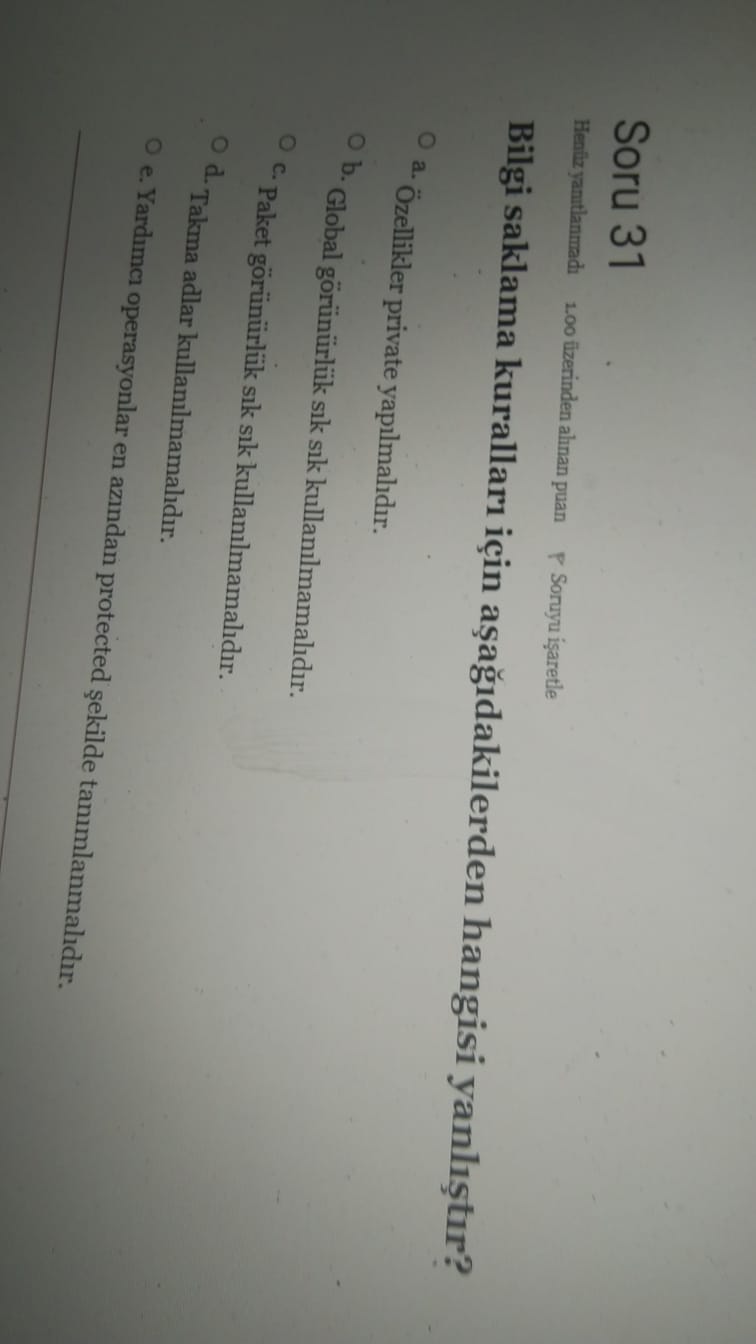 Soru 31
Henüz yanıtlanmadı 1.00 üzerinden alınan puan Soruyu işaretle
Bilgi saklama kuralları için aşağıdakilerden hangisi yanlıştır?
a. Özellikler private yapılmalıdır.
b. Global görünürlük sık sık kullanılmamalıdır.
c. Paket görünürlük sık sık kullanılmamalıdır.
d. Takma adlar kullanılmamalıdır.
e. Yardımcı operasyonlar en azından protected şekilde tanımlanmalıdır.